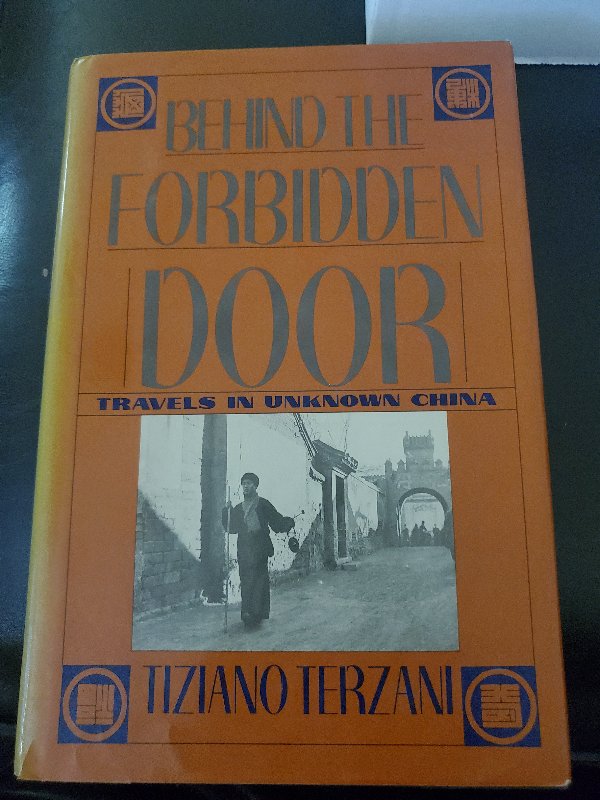 BEHIND THE
FORBIDDEN
DOOR
TRAVELS IN UNKNOWN CHINA
TIZIANO TERZANI